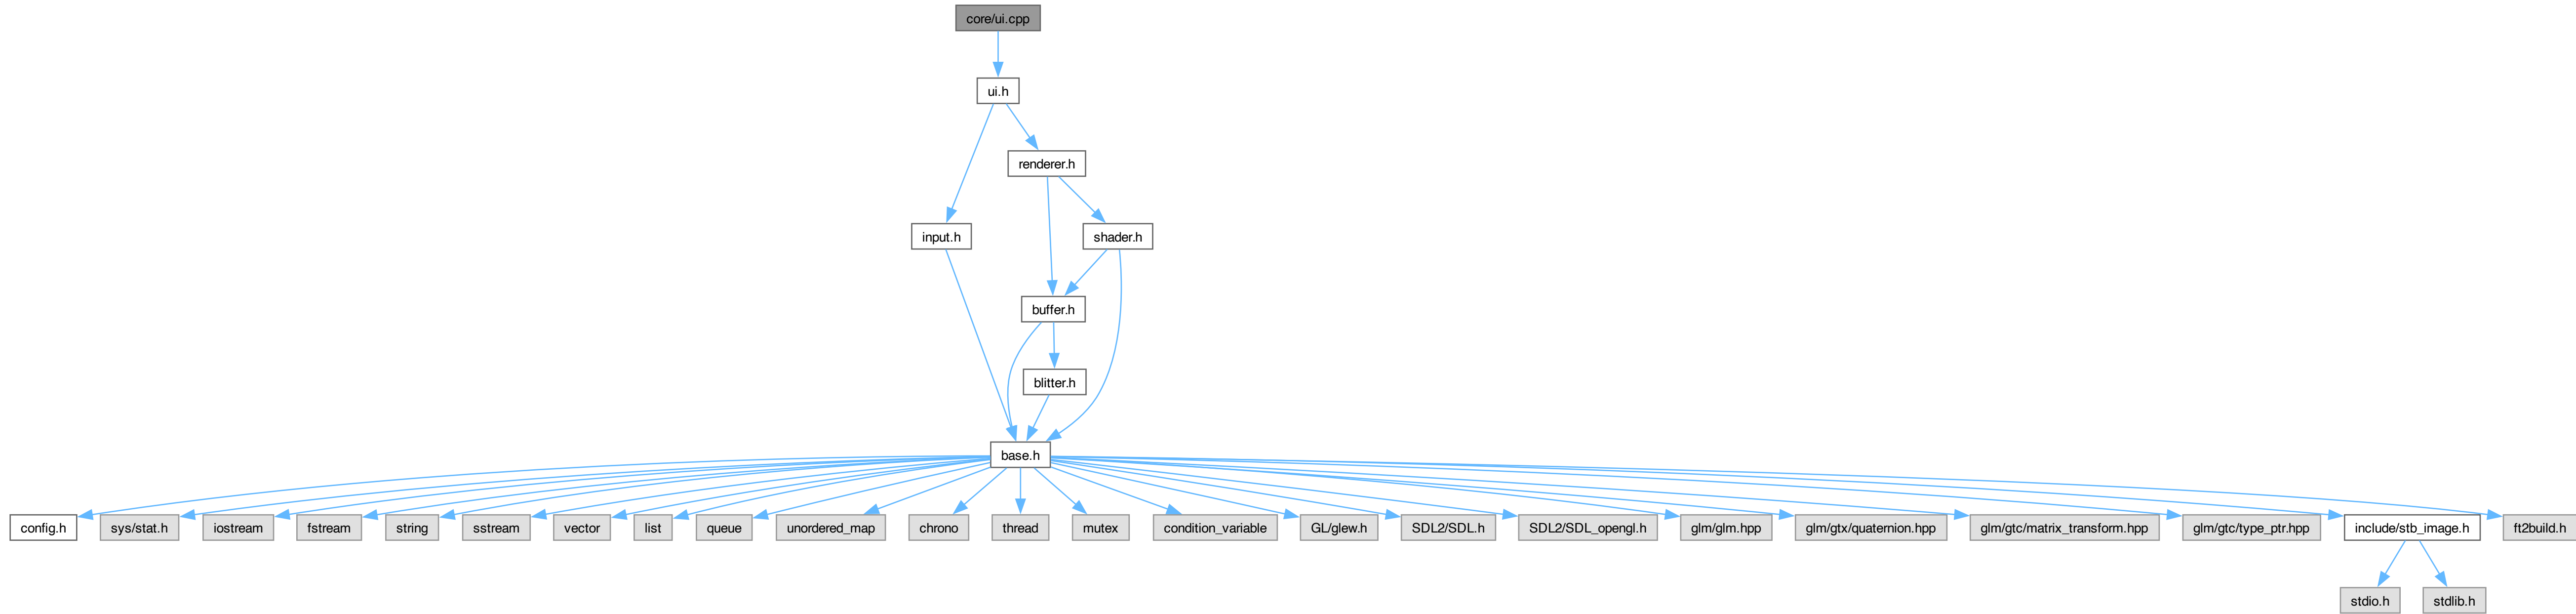 core/ui.cpp
ui.h
renderer.h
input.h
shader.h
buffer.h
blitter.h
base.h
config.h
sys/stat.h
iostream
fstream
string
sstream
vector
list
queue
unordered_map
chrono
thread
mutex
condition_variable
GL/glew.h
SDL2/SDL.h
SDL2/SDL_opengl.h
glm/glm.hpp
glm/gtx/quaternion.hpp
glm/gtc/matrix_transform.hpp
glm/gtc/type_ptr.hpp
include/stb_image.h
ft2build.h
stdio.h
stdlib.h